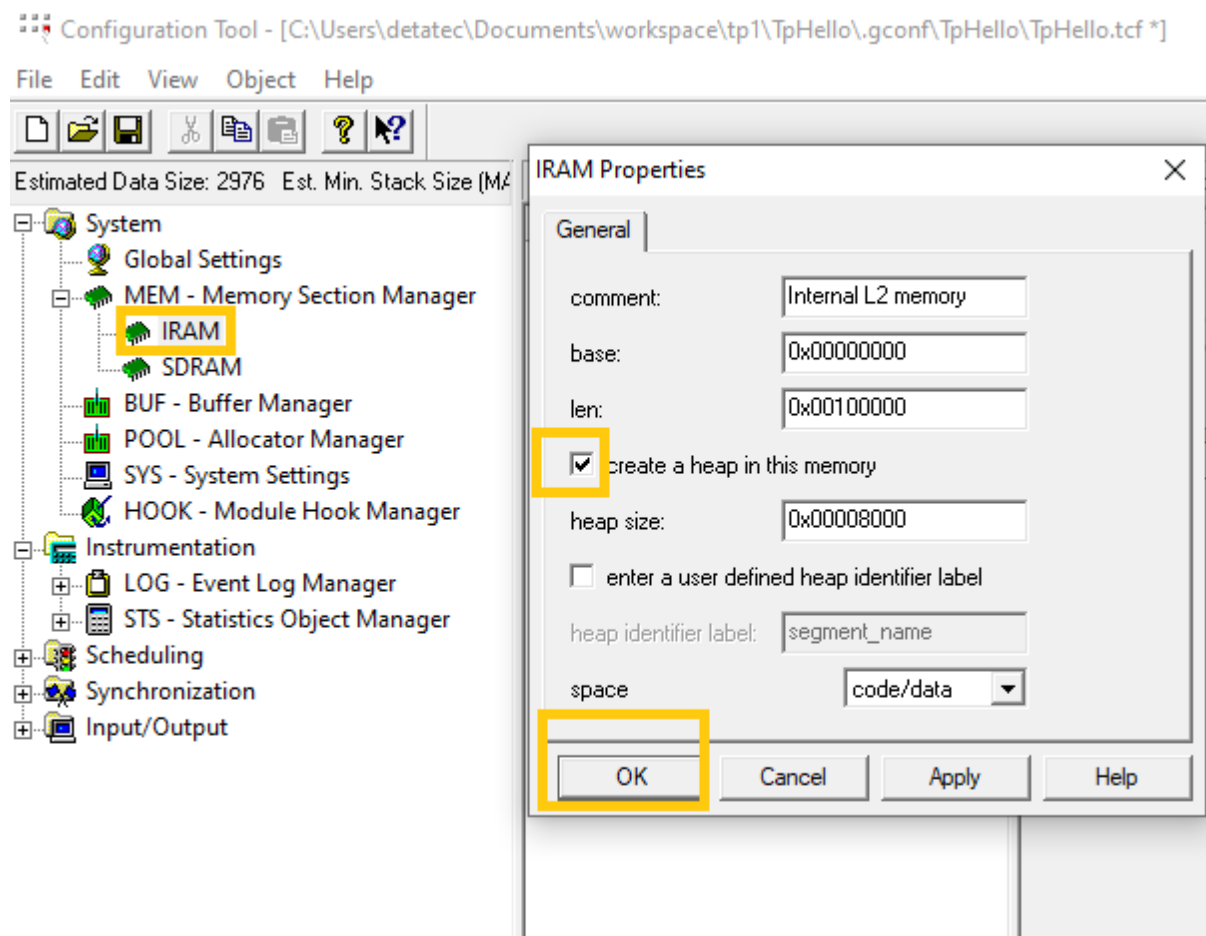 Configuration Tool - [C:\Users\detatec\Documents\workspace\tp1\TpHello\.gconf\TpHello\TpHello.tcf *]
File Edit View Object Help
Estimated Data Size: 2976 Est. Min. Stack Size (MA
System
Global Settings
MEM - Memory Section Manager
IRAM
SDRAM
BUF - Buffer Manager
POOL - Allocator Manager
SYS - System Settings
HOOK - Module Hook Manager
Instrumentation
LOG - Event Log Manager
STS - Statistics Object Manager
Scheduling
Synchronization
Input/Output
IRAM Properties
General
comment: Internal L2 memory
base: 0x00000000
len: 0x00100000
create a heap in this memory
heap size: 0x00008000
enter a user defined heap identifier label
heap identifier label: segment_name
space code/data
OK Cancel Apply Help